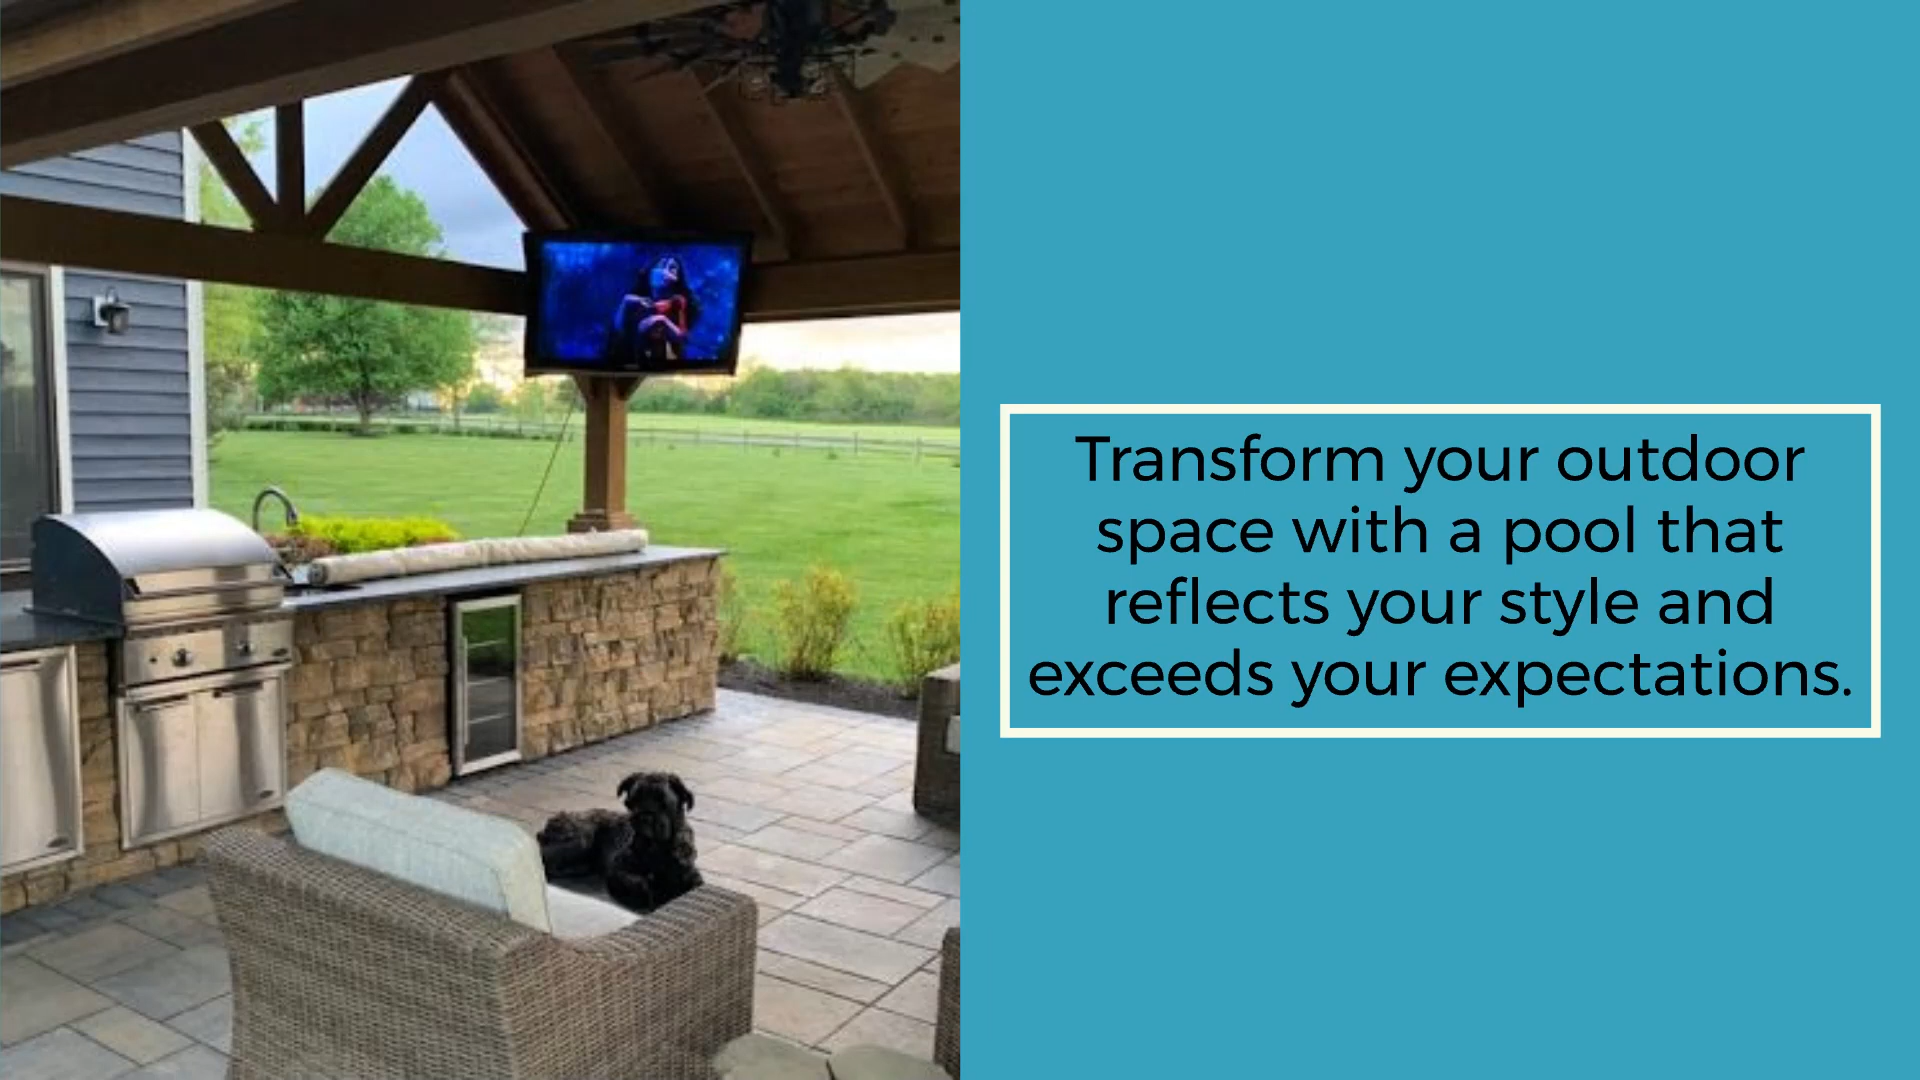 Transform your outdoor
space with a pool that
reflects your style and
exceeds your expectations.